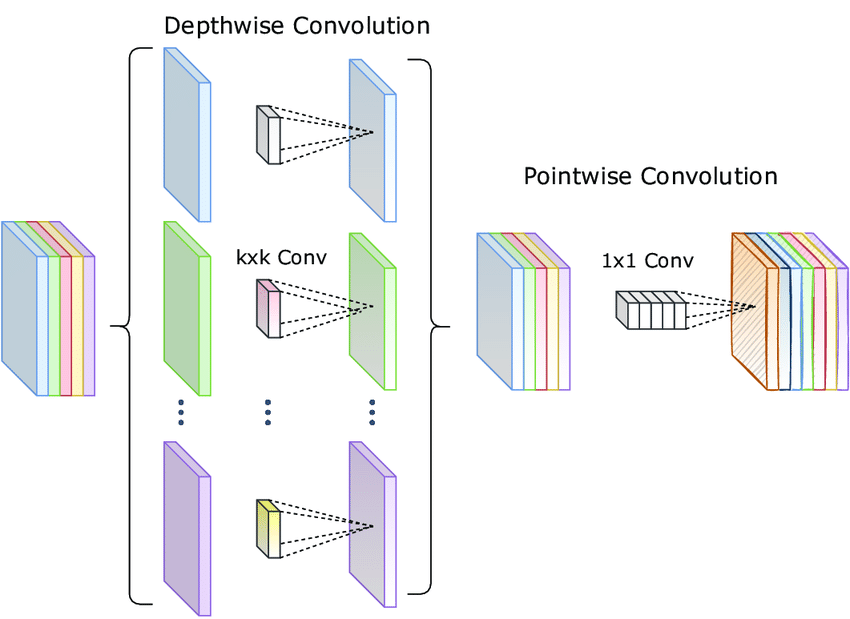 Depthwise Convolution
Pointwise Convolution
kxk Conv
1x1 Conv